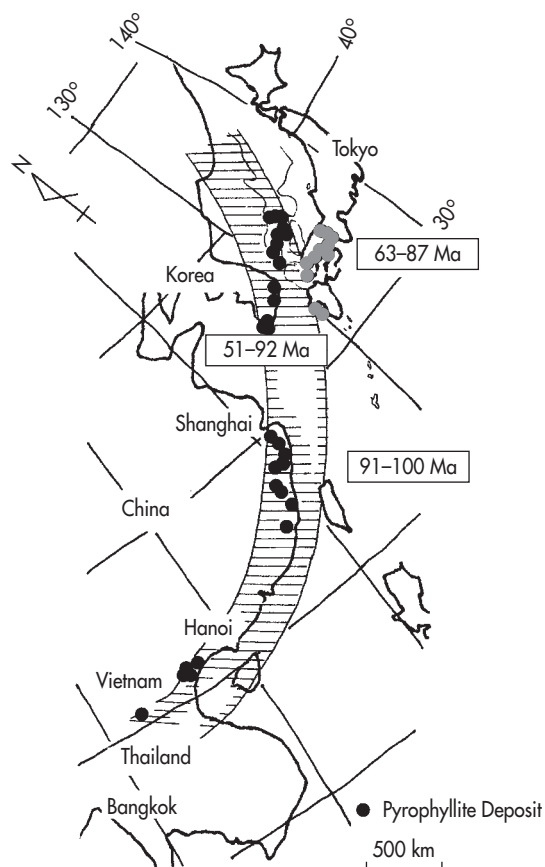 140°
40°
130°
Tokyo
N
30°
63–87 Ma
Korea
51–92 Ma
Shanghai
91–100 Ma
China
Hanoi
Vietnam
Thailand
Bangkok
Pyrophyllite Deposit
500 km